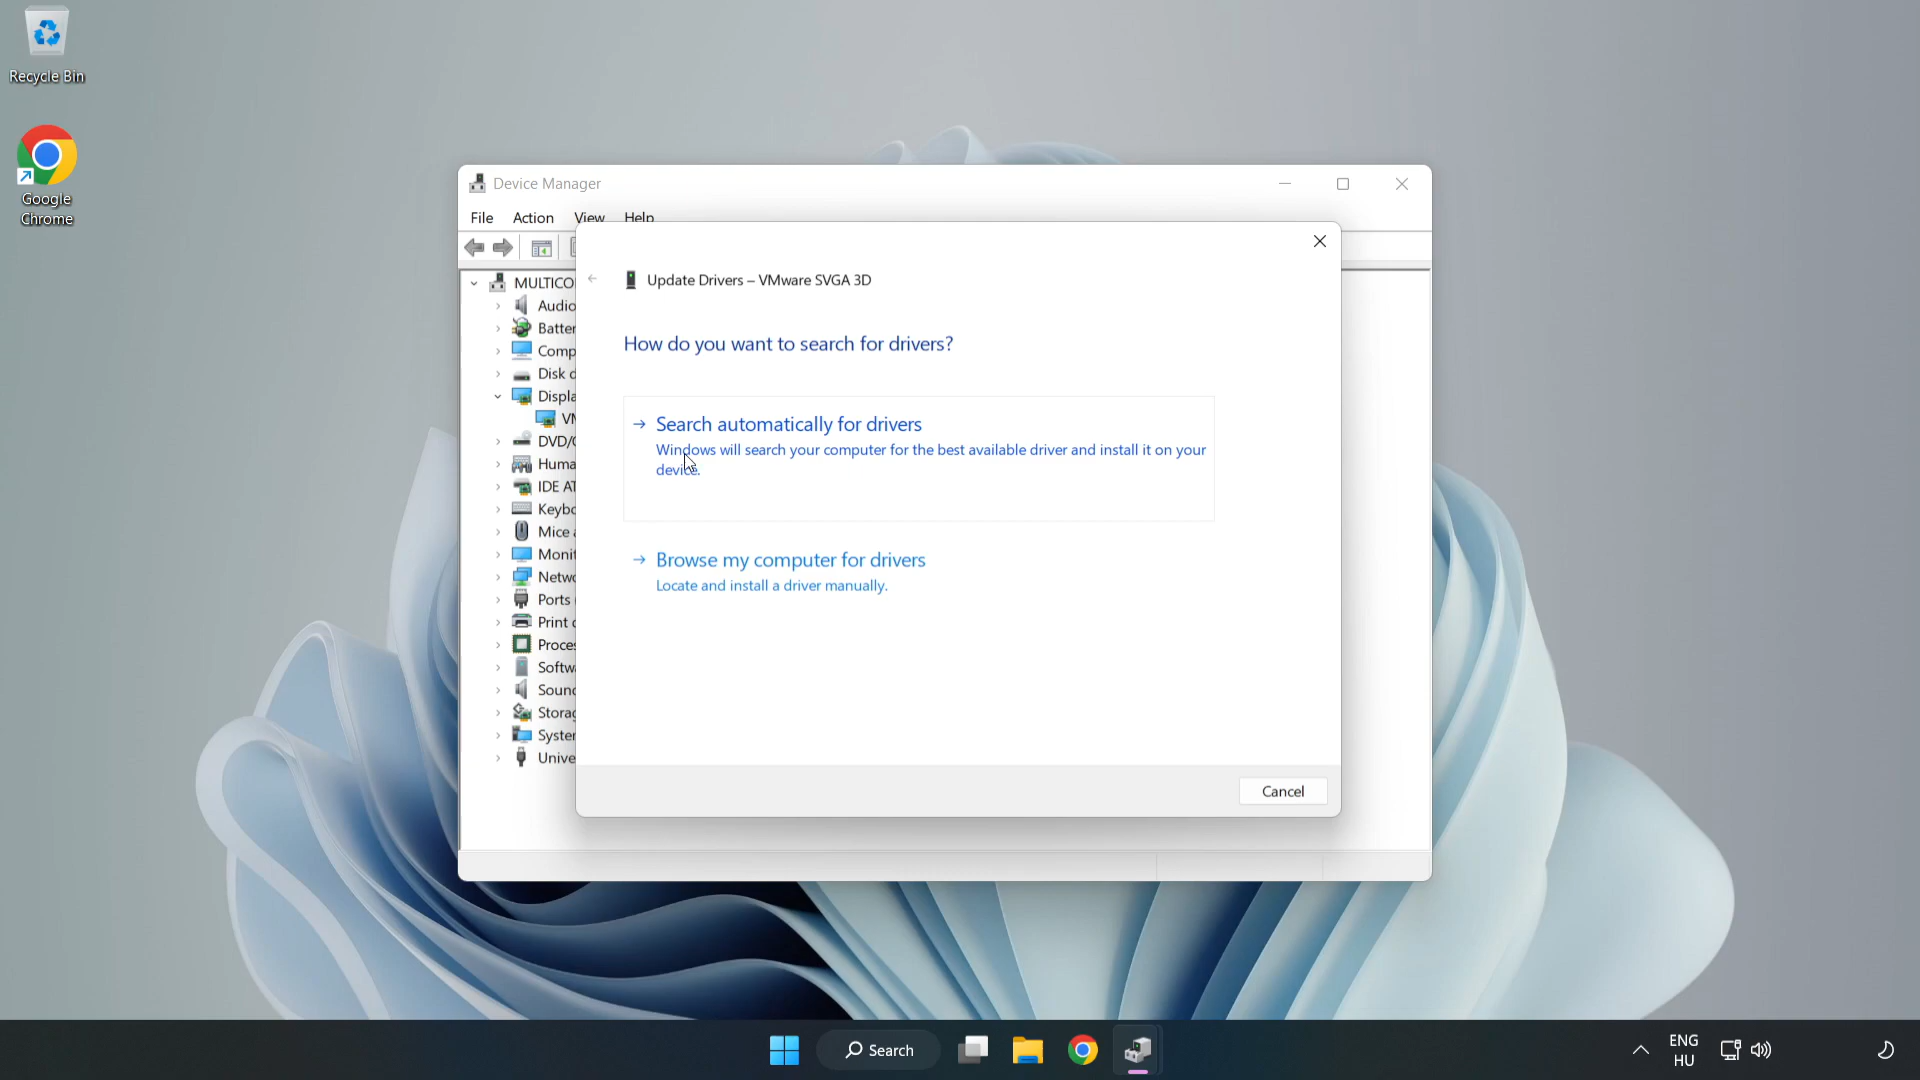 Recycle Bin
Google
Chrome
Device Manager
File Action View Help
Update Drivers – VMware SVGA 3D
How do you want to search for drivers?
Search automatically for drivers
Windows will search your computer for the best available driver and install it on your
device.
Browse my computer for drivers
Locate and install a driver manually.
Cancel
MULTICO
Audio
Batter
Comp
Disk d
Displa
VM
DVD/C
Huma
IDE AT
Keybo
Mice a
Monit
Netwo
Ports (
Print q
Proces
Softwa
Sound
Storag
System
Univer
Search
ENG
HU